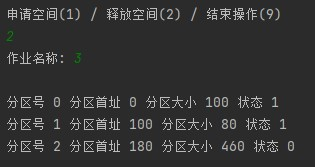 申请空间(1) / 释放空间(2) / 结束操作(9)
2
作业名称: 3
分区号 0 分区首址 0 分区大小 100 状态 1
分区号 1 分区首址 100 分区大小 80 状态 1
分区号 2 分区首址 180 分区大小 460 状态 0